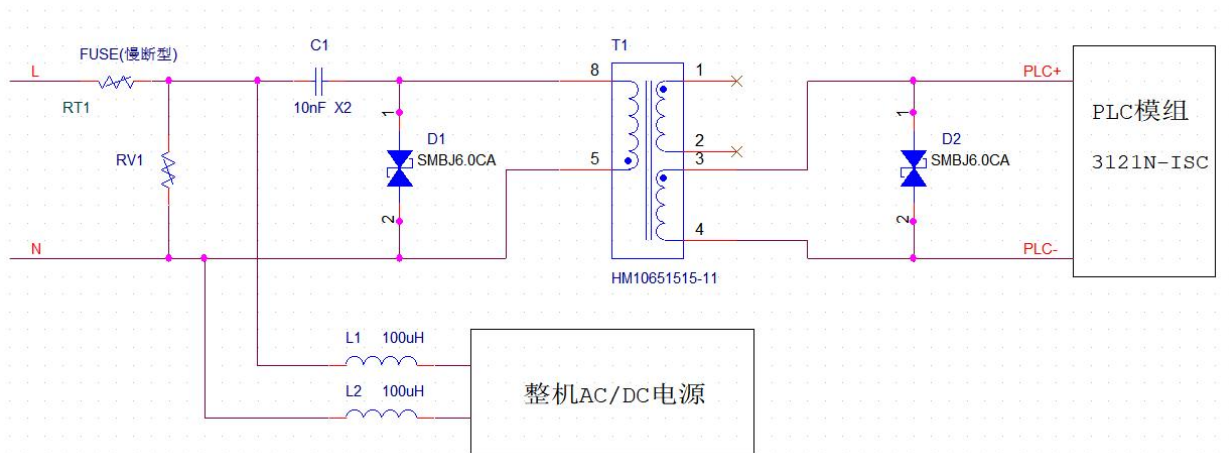 FUSE(慢断型)
L
RT1
RV1
N
C1
10nF X2
1
D1
SMBJ6.0CA
2
T1
8
5
1
2
3
4
HM10651515-11
PLC+
1
D2
SMBJ6.0CA
2
PLC-
PLC模组
3121N-ISC
L1 100uH
L2 100uH
整机AC/DC电源